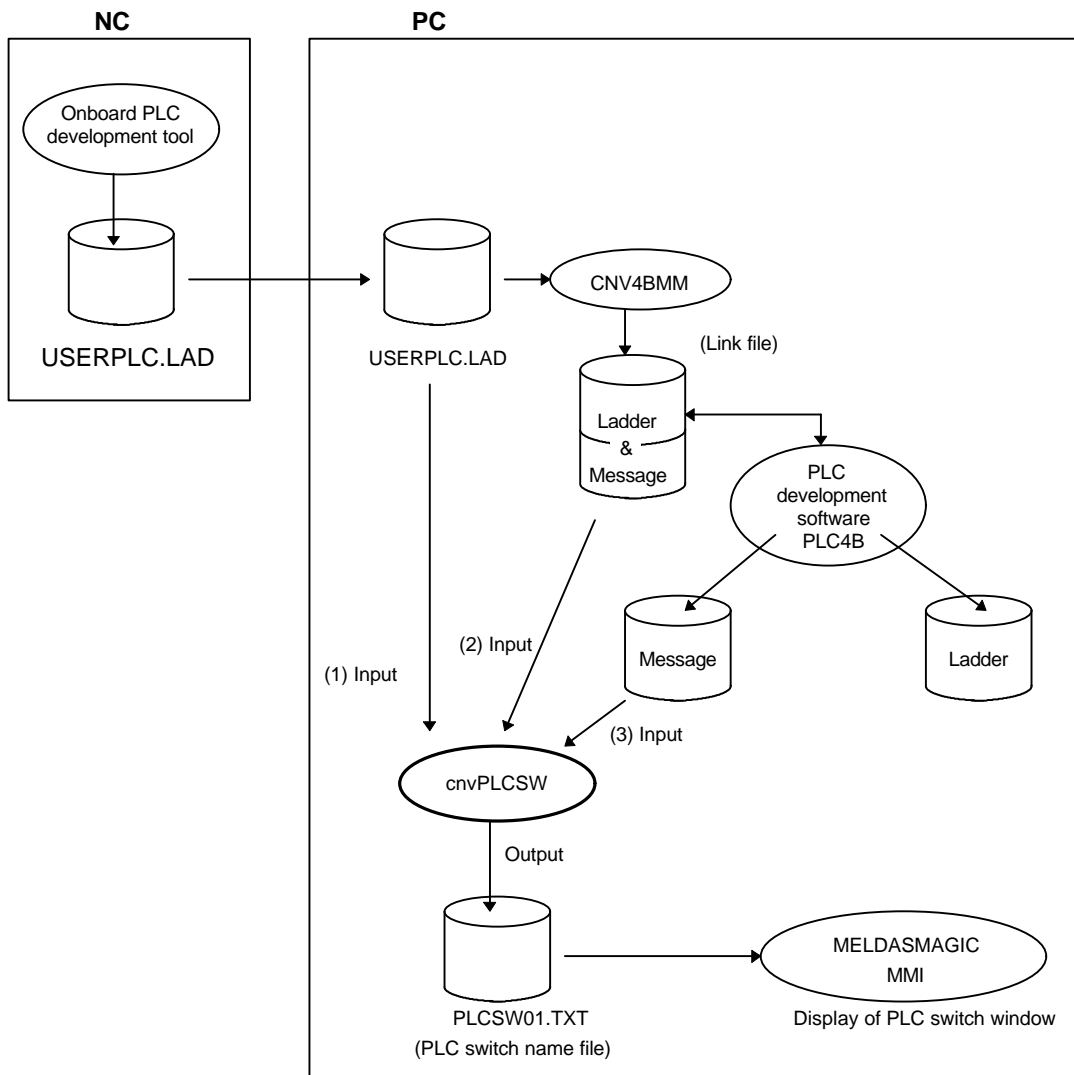 NC
PC
Onboard PLC
development tool
USERPLC.LAD
USERPLC.LAD
CNV4BMM
(Link file)
Ladder
&
Message
PLC
development
software
PLC4B
Message
Ladder
(1) Input
(2) Input
(3) Input
cnvPLCSW
Output
PLCSW01.TXT
(PLC switch name file)
MELDASMAGIC
MMI
Display of PLC switch window